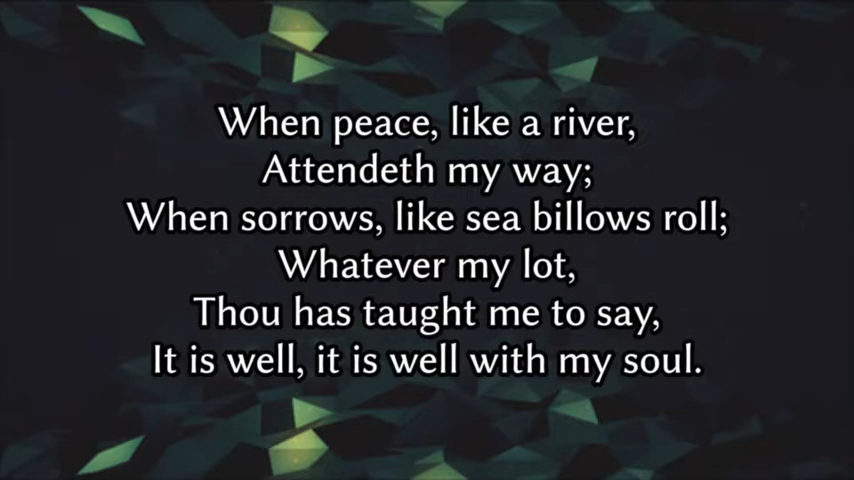 When peace, like a river,
Attendeth my way;
When sorrows, like sea billows roll;
Whatever my lot,
Thou has taught me to say,
It is well, it is well with my soul.